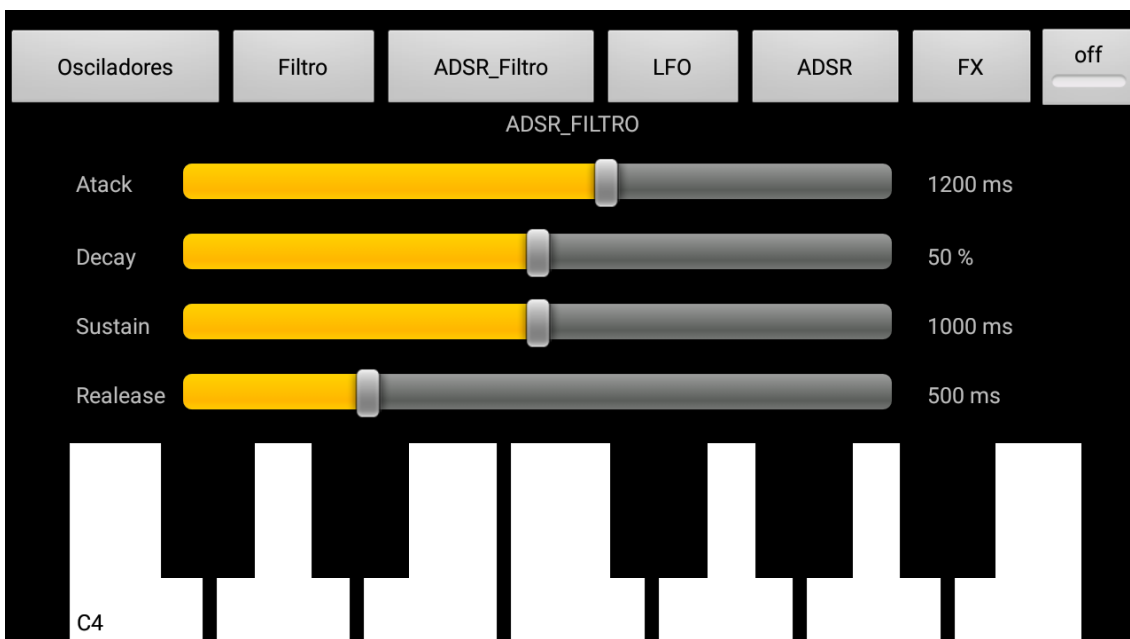 Osciladores Filtro ADSR_Filtro LFO ADSR FX off
ADSR_FILTRO
Atack 1200 ms
Decay 50 %
Sustain 1000 ms
Realease 500 ms
C4